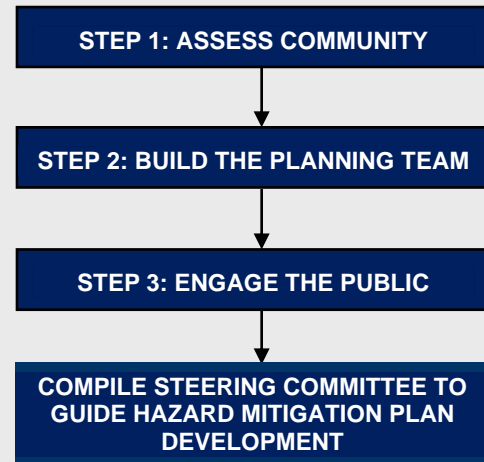 STEP 1: ASSESS COMMUNITY
STEP 2: BUILD THE PLANNING TEAM
STEP 3: ENGAGE THE PUBLIC
COMPILE STEERING COMMITTEE TO
GUIDE HAZARD MITIGATION PLAN
DEVELOPMENT